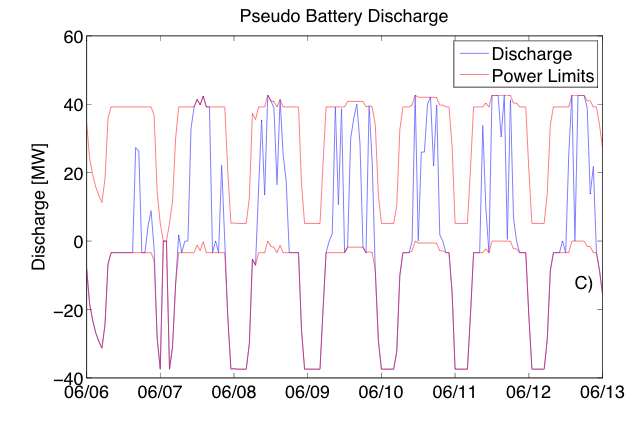 Pseudo Battery Discharge
Discharge
Power Limits
Discharge [MW]
60
40
20
0
−20
−40
C)
06/06 06/07 06/08 06/09 06/10 06/11 06/12 06/13